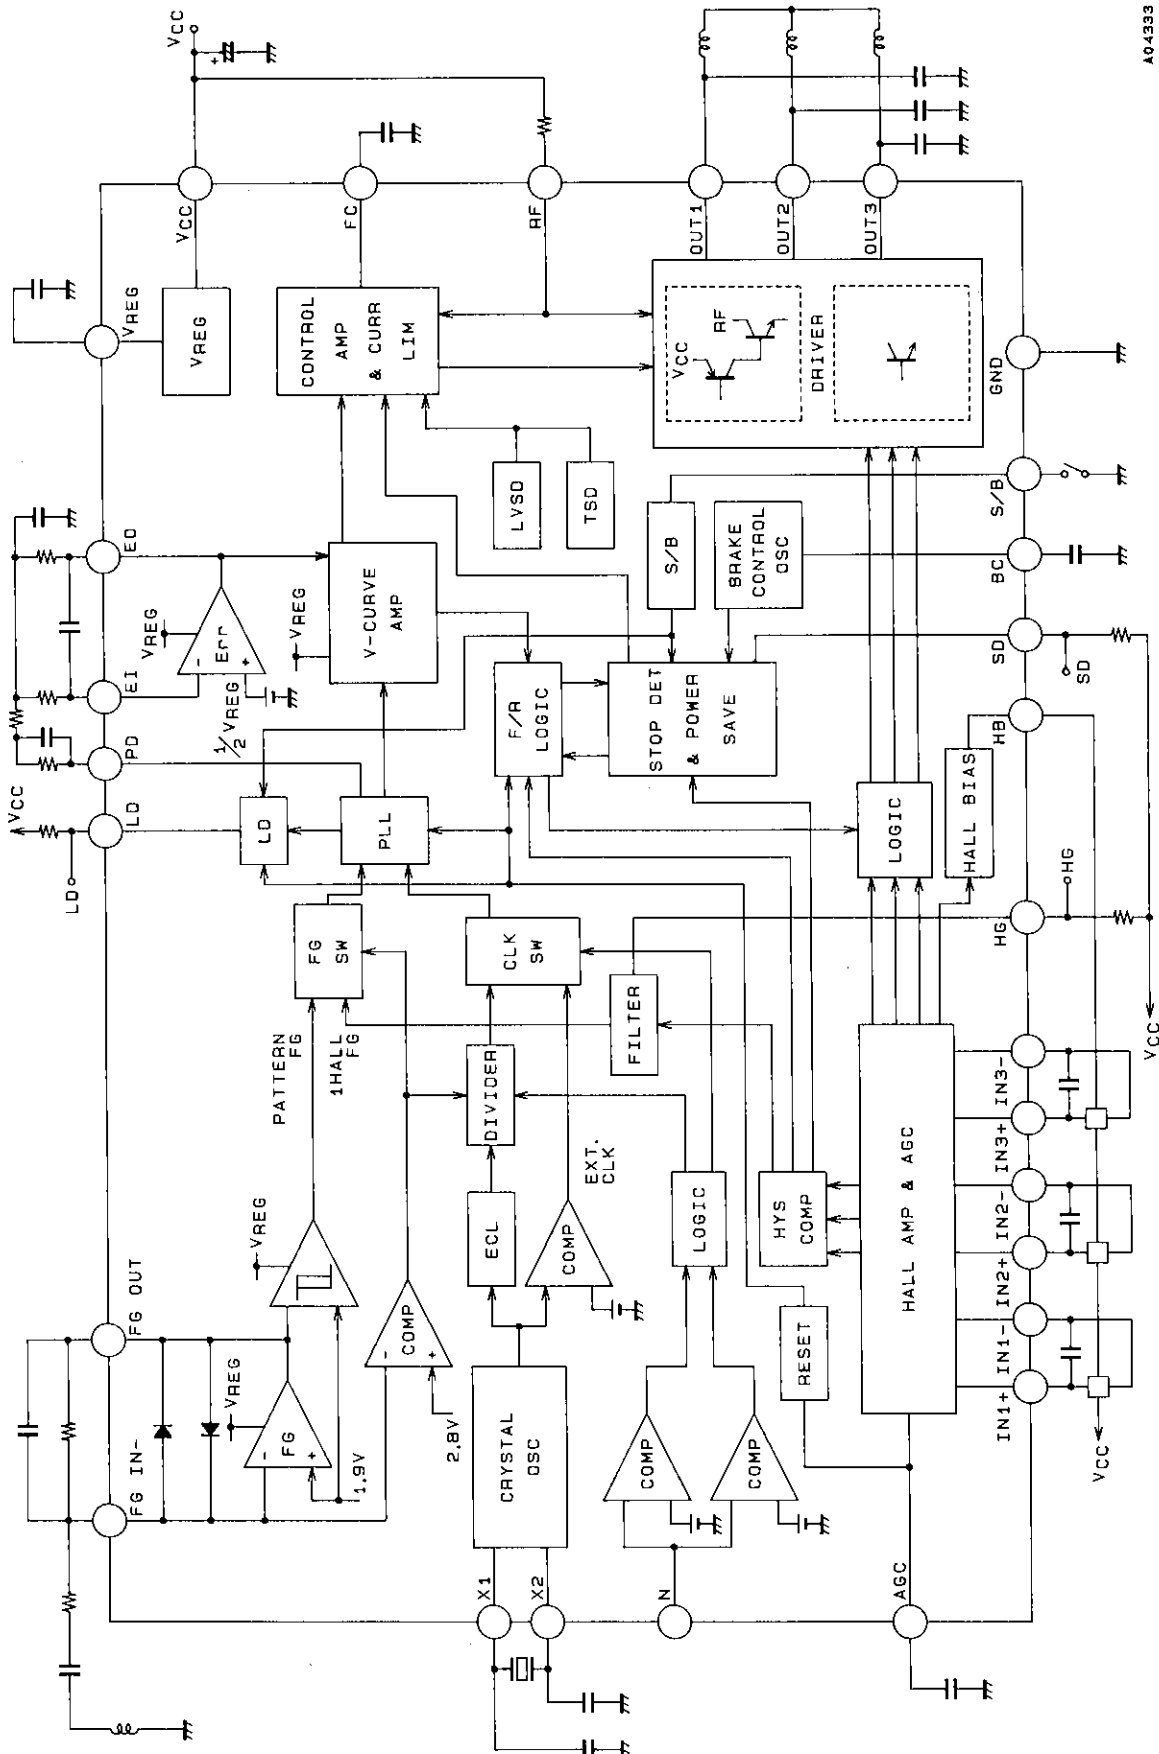 A04333
VCC
VCC
FC
RF
OUT1
OUT2
OUT3
VREG
VREG
CONTROL
AMP
& CURR
LIM
VCC
RF
DRIVER
GND
LVSD
TSD
S/B
S/B
BRAKE
CONTROL
OSC
BC
EO
VREG
Err
-
+
EI
1/2 VREG
VREG
V-CURVE
AMP
F/R
LOGIC
STOP DET
& POWER
SAVE
SD
SD
HB
PD
VCC
LD
LD
LD
PLL
LOGIC
HALL BIAS
HG
HG
VCC
FG
SW
CLK
SW
FILTER
PATTERN
FG
1HALL
FG
DIVIDER
ECL
EXT.
CLK
COMP
LOGIC
HYS
COMP
HALL AMP & AGC
IN3-
IN3+
IN2-
IN2+
IN1-
IN1+
VCC
FG OUT
VREG
COMP
-
+
2.8V
VREG
FG
-
+
1.9V
FG IN-
CRYSTAL
OSC
COMP
COMP
RESET
X1
X2
N
AGC
+